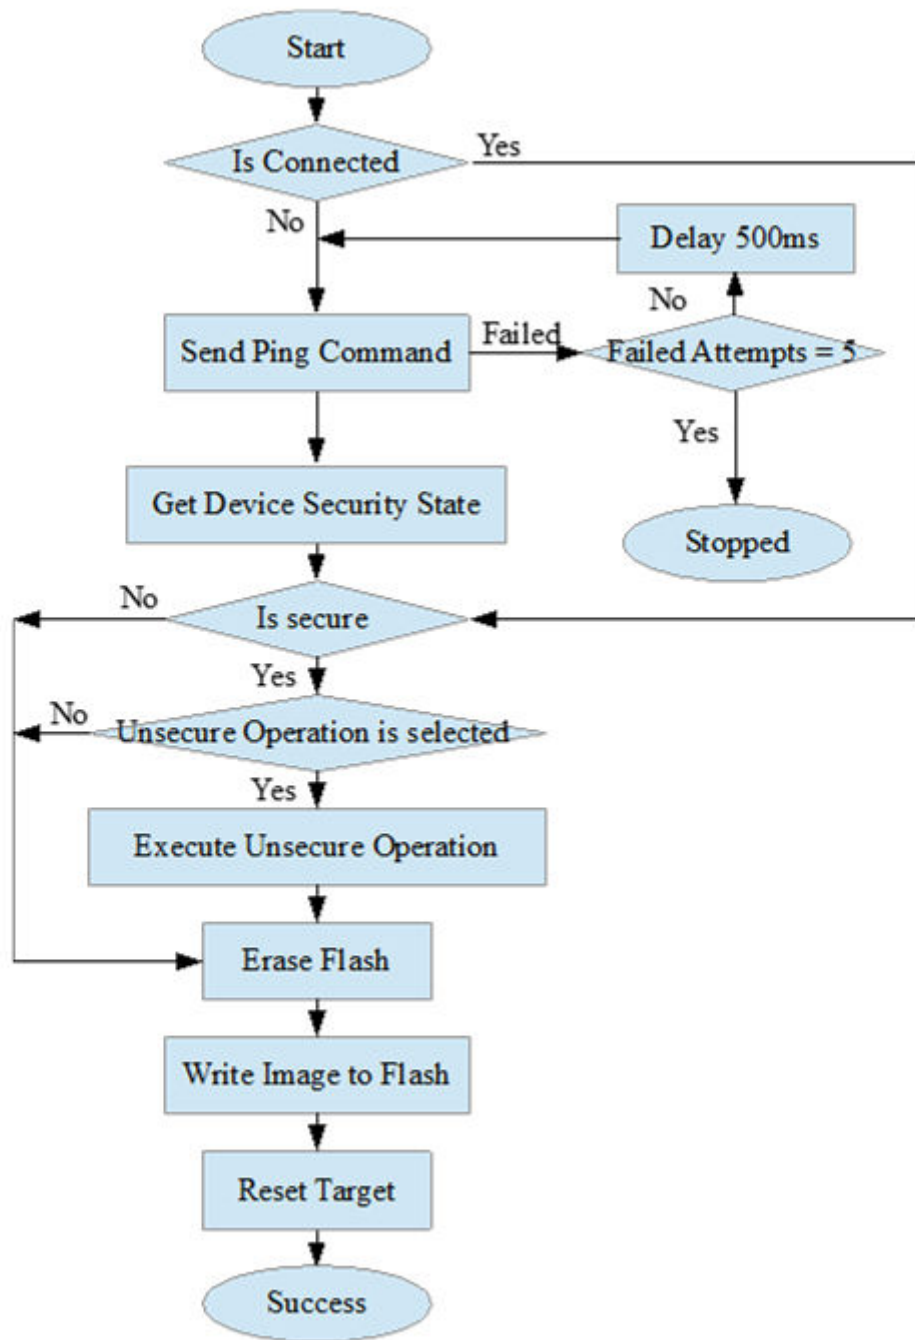 Start
Is Connected
Yes
No
Delay 500ms
No
Send Ping Command
Failed
Failed Attempts = 5
Yes
Get Device Security State
Stopped
No
Is secure
Yes
No
Unsecure Operation is selected
Yes
Execute Unsecure Operation
Erase Flash
Write Image to Flash
Reset Target
Success